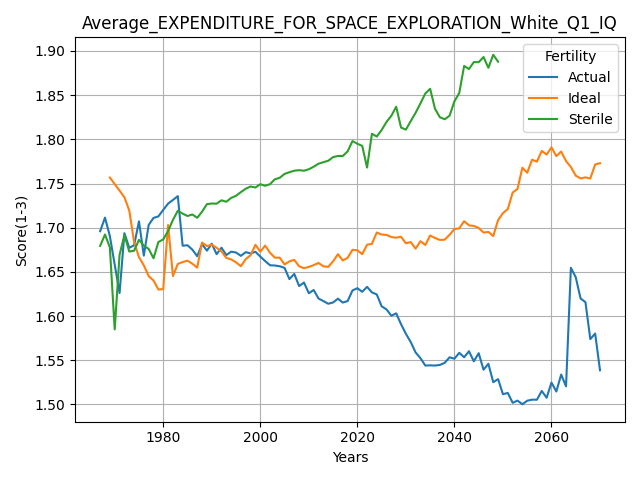 Average_EXPENDITURE_FOR_SPACE_EXPLORATION_White_Q1_IQ
Score(1-3)
1.90
1.85
1.80
1.75
1.70
1.65
1.60
1.55
1.50
Fertility
Actual
Ideal
Sterile
1980 2000 2020 2040 2060
Years